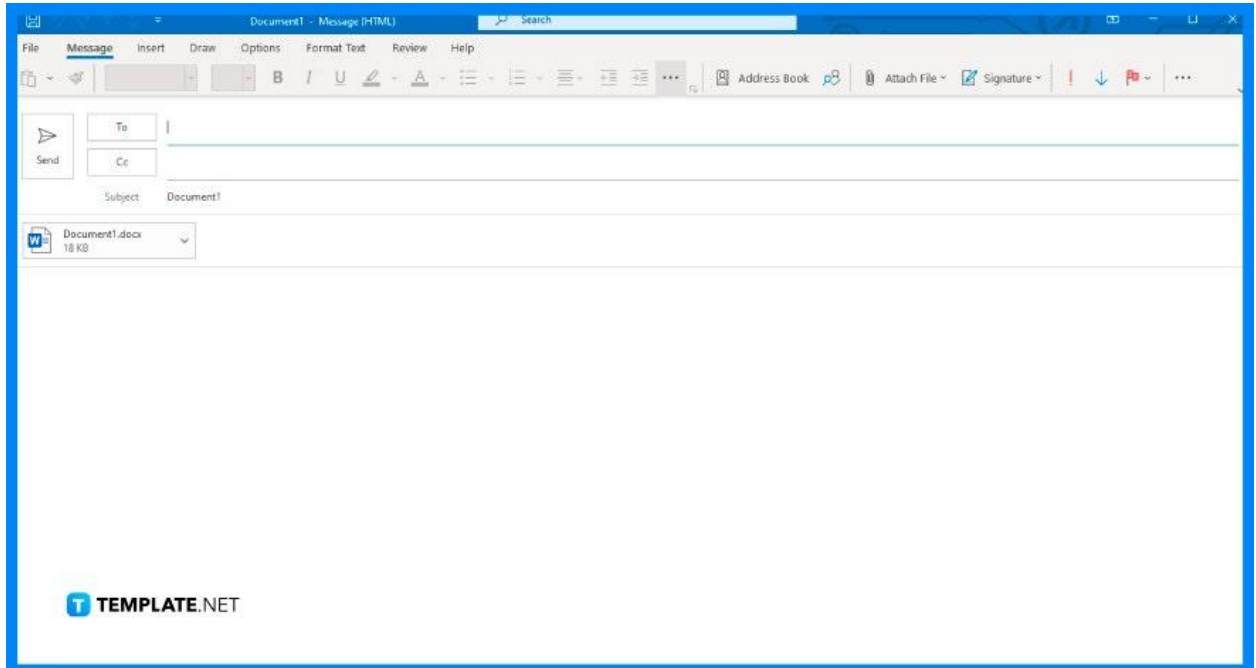 Document1 - Message (HTML)
Search
File Message Insert Draw Options Format Text Review Help
B I U A Address Book Attach File Signature
To
Send
Cc
Subject Document1
Document1.docx
18 KB
T TEMPLATE.NET